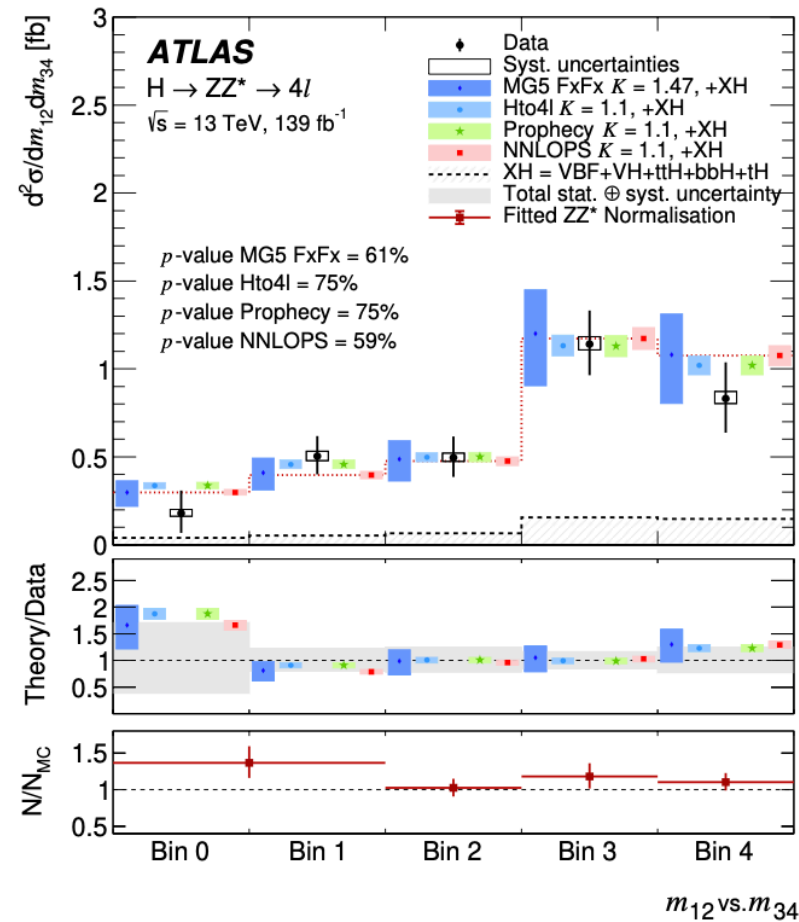 d²σ/dm₁₂dm₃₄ [fb]
3
2.5
2
1.5
1
0.5
0
ATLAS
H → ZZ* → 4l
√s = 13 TeV, 139 fb⁻¹
Data
Syst. uncertainties
MG5 FxFx K = 1.47, +XH
Hto4l K = 1.1, +XH
Prophecy K = 1.1, +XH
NNLOPS K = 1.1, +XH
XH = VBF+VH+ttH+bbH+tH
Total stat. ⊕ syst. uncertainty
Fitted ZZ* Normalisation
p-value MG5 FxFx = 61%
p-value Hto4l = 75%
p-value Prophecy = 75%
p-value NNLOPS = 59%
Theory/Data
2.5
2
1.5
1
0.5
N/N_MC
1.5
1
0.5
Bin 0 Bin 1 Bin 2 Bin 3 Bin 4
m₁₂ vs. m₃₄